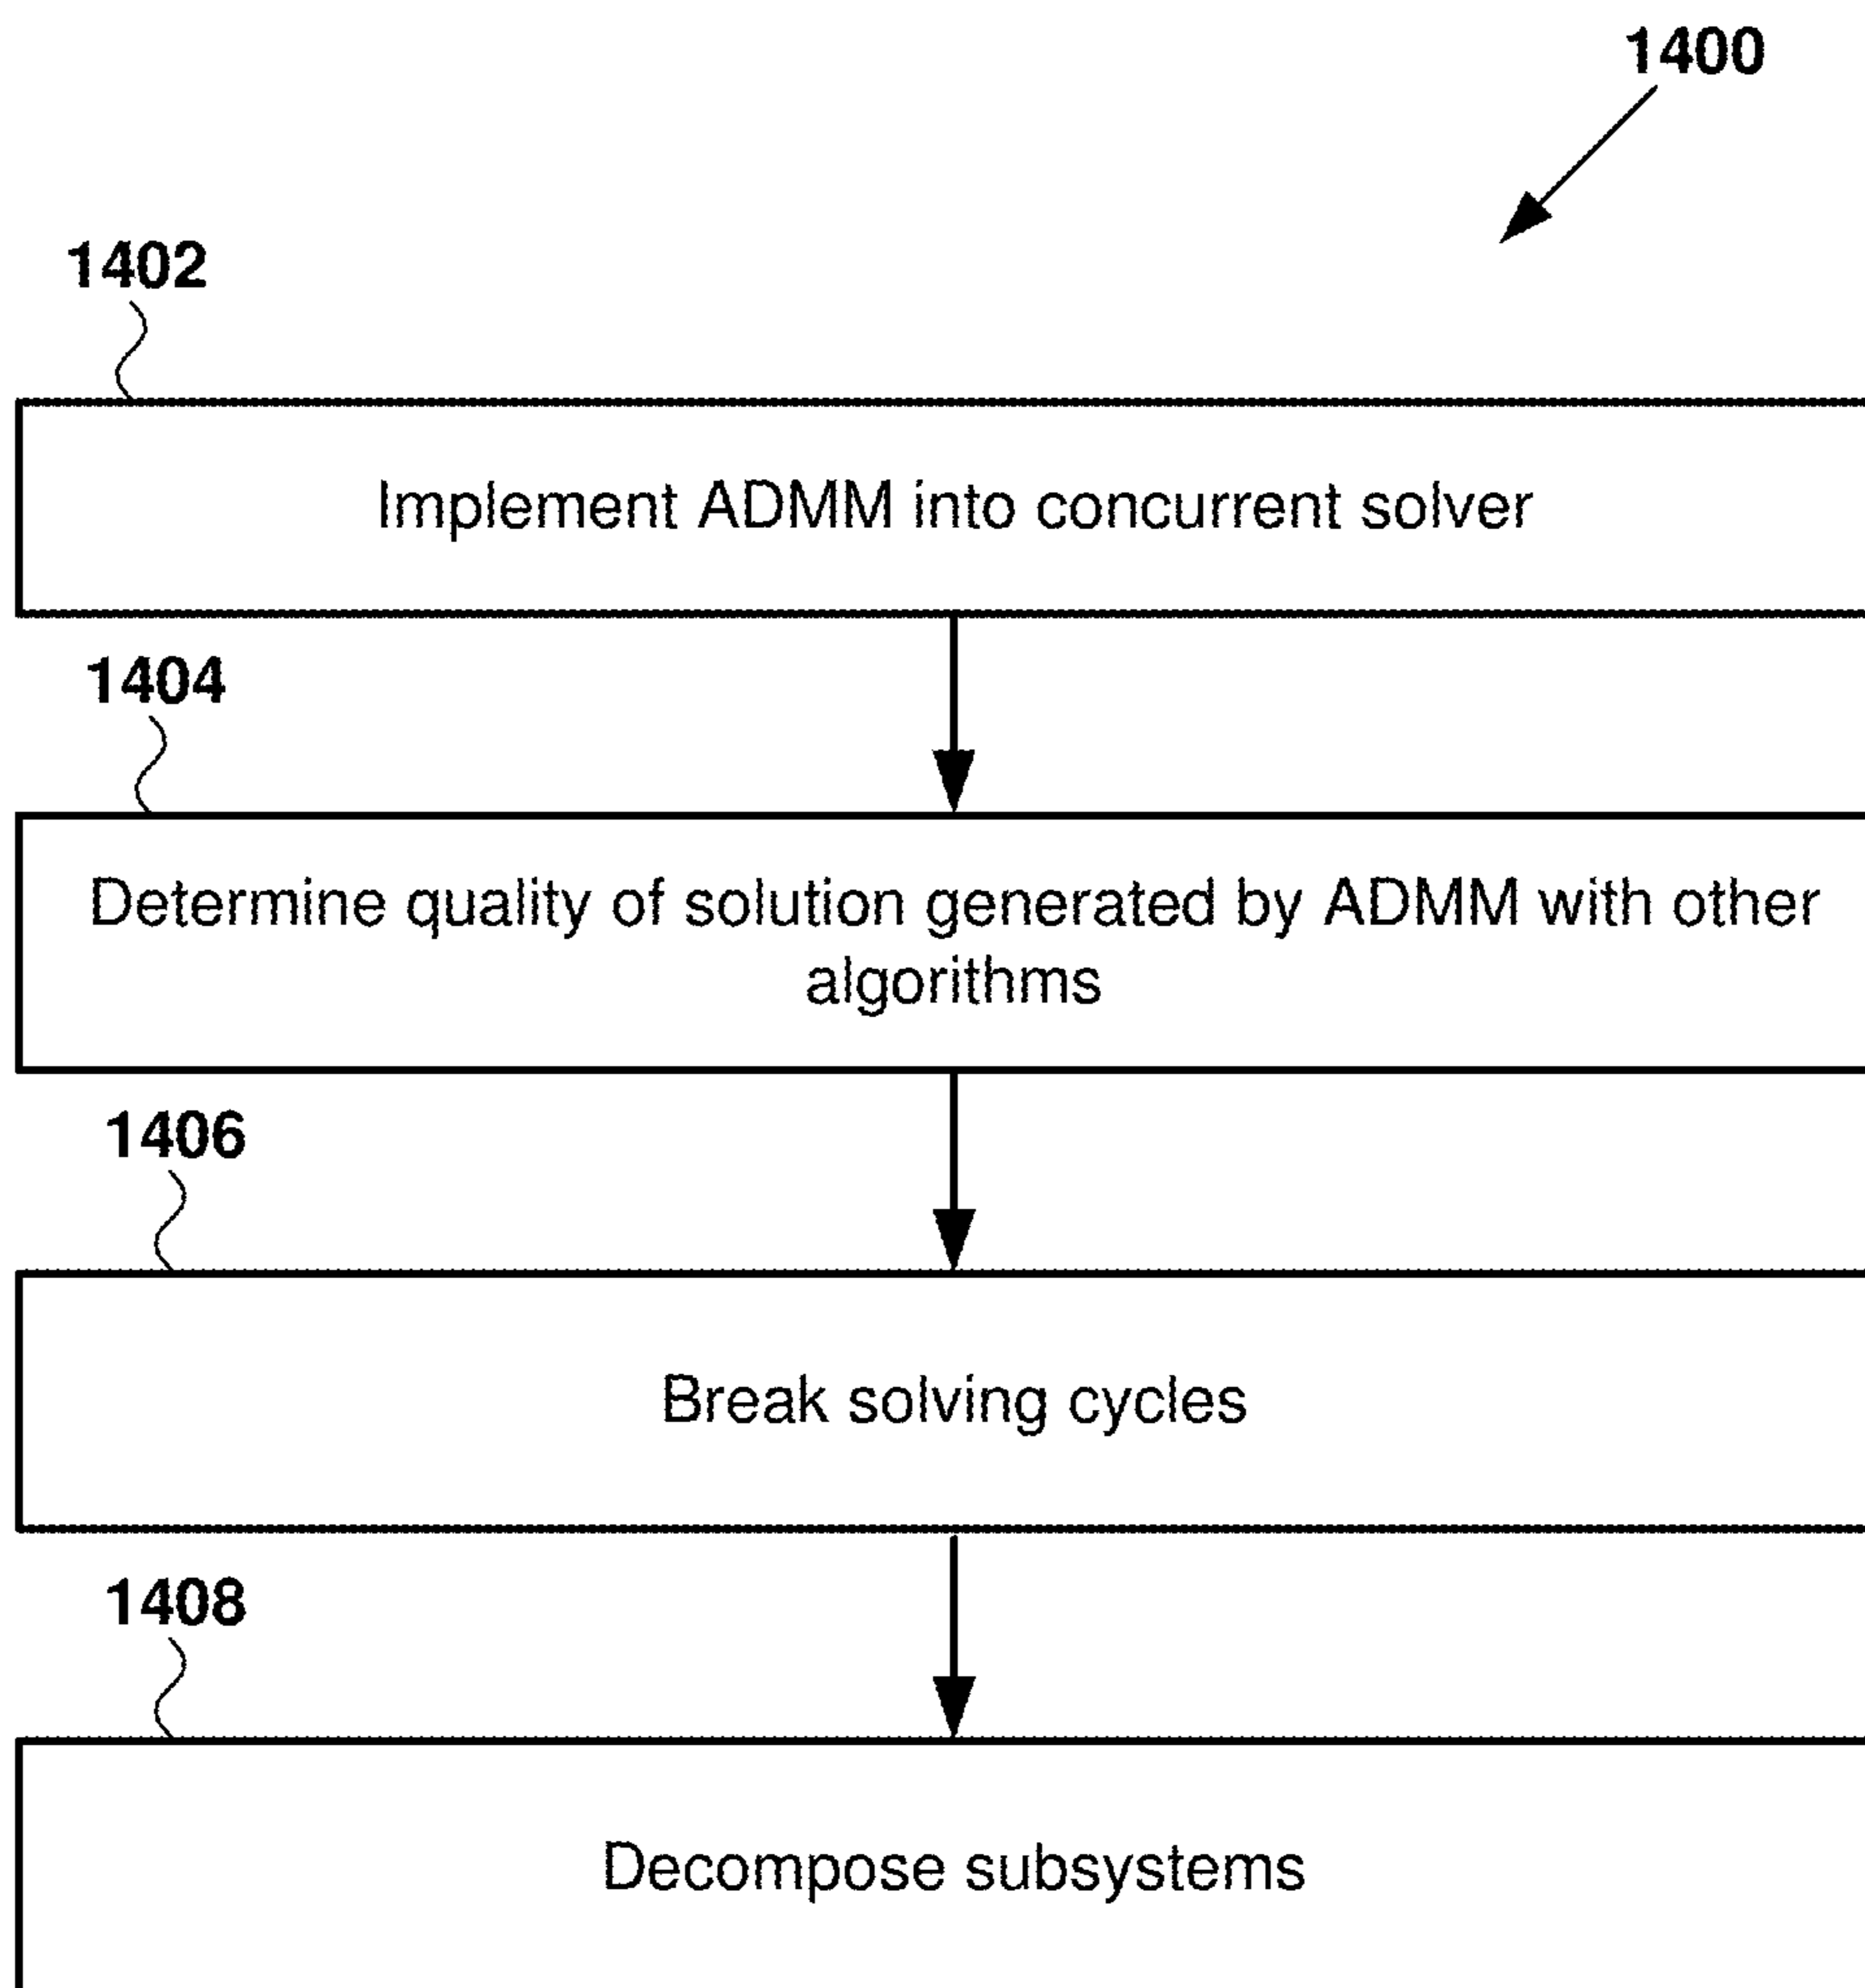 1400
1402
Implement ADMM into concurrent solver
1404
Determine quality of solution generated by ADMM with other
algorithms
1406
Break solving cycles
1408
Decompose subsystems